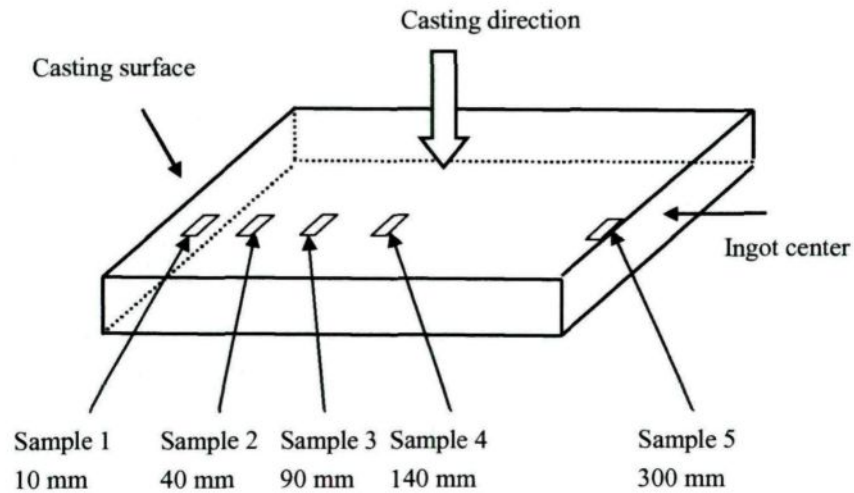 Casting direction
Casting surface
Ingot center
Sample 1 Sample 2 Sample 3 Sample 4 Sample 5
10 mm 40 mm 90 mm 140 mm 300 mm